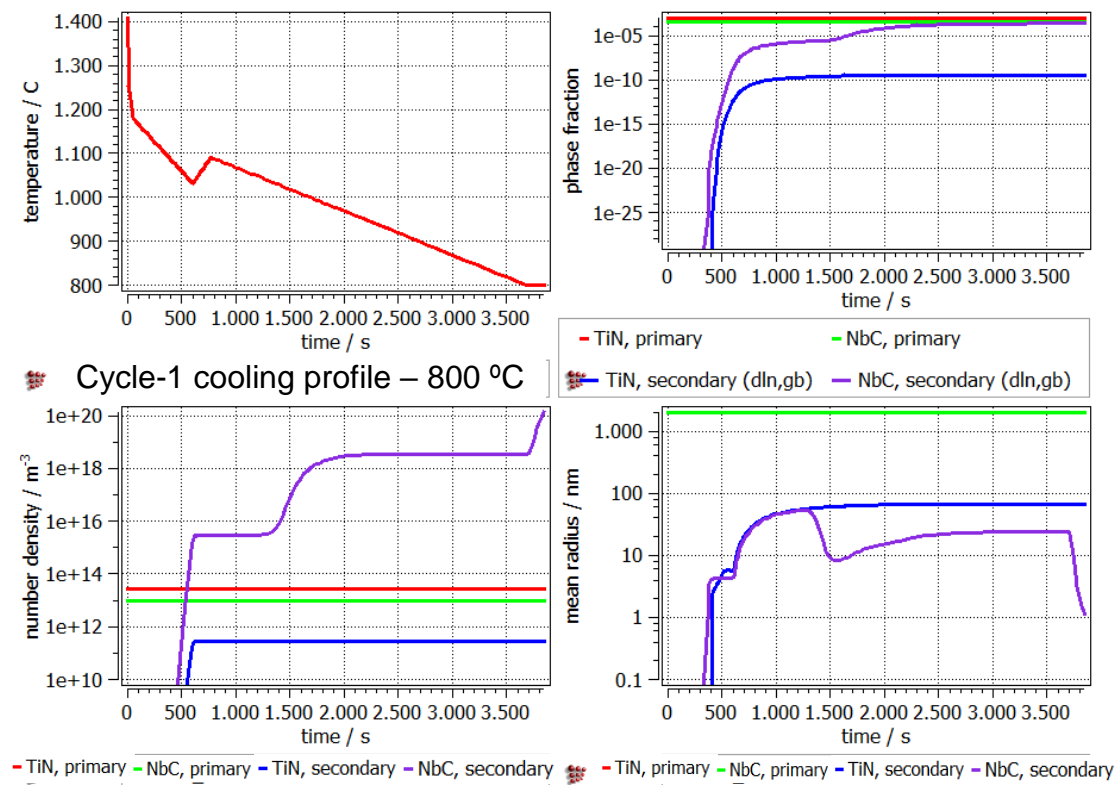 1.400
1.300
1.200
1.100
1.000
900
800
temperature / C
0 500 1.000 1.500 2.000 2.500 3.000 3.500
time / s
1e-05
1e-10
1e-15
1e-20
1e-25
phase fraction
0 500 1.000 1.500 2.000 2.500 3.000 3.500
time / s
TiN, primary NbC, primary
TiN, secondary (dln,gb) NbC, secondary (dln,gb)
Cycle-1 cooling profile – 800 ºC
1e+20
1e+18
1e+16
1e+14
1e+12
1e+10
number density / m-3
0 500 1.000 1.500 2.000 2.500 3.000 3.500
time / s
TiN, primary NbC, primary TiN, secondary NbC, secondary
1.000
100
10
1
0.1
mean radius / nm
0 500 1.000 1.500 2.000 2.500 3.000 3.500
time / s
TiN, primary NbC, primary TiN, secondary NbC, secondary